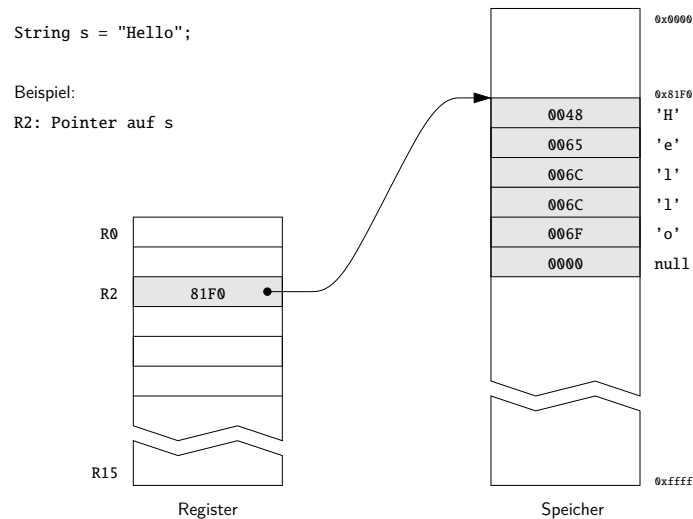 String s = "Hello";
Beispiel:
R2: Pointer auf s
R0
R2
81F0
R15
Register
0x0000
0x81F0
0048 'H'
0065 'e'
006C 'l'
006C 'l'
006F 'o'
0000 null
0xffff
Speicher